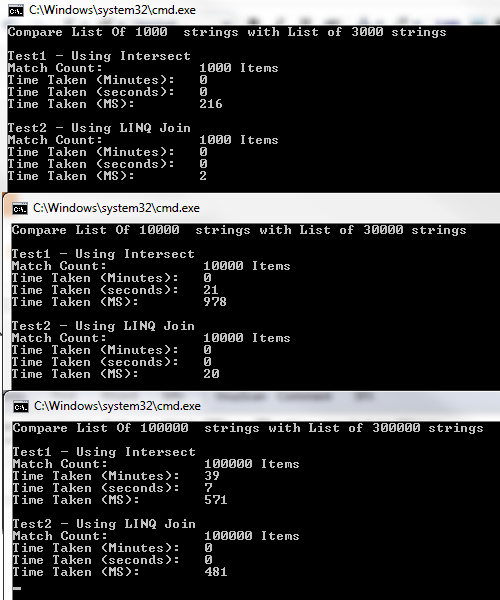 C:\Windows\system32\cmd.exe
Compare List Of 1000 strings with List of 3000 strings
Test1 - Using Intersect
Match Count: 1000 Items
Time Taken (Minutes): 0
Time Taken (seconds): 0
Time Taken (MS): 216
Test2 - Using LINQ Join
Match Count: 1000 Items
Time Taken (Minutes): 0
Time Taken (seconds): 0
Time Taken (MS): 2
C:\Windows\system32\cmd.exe
Compare List Of 10000 strings with List of 30000 strings
Test1 - Using Intersect
Match Count: 10000 Items
Time Taken (Minutes): 0
Time Taken (seconds): 21
Time Taken (MS): 978
Test2 - Using LINQ Join
Match Count: 10000 Items
Time Taken (Minutes): 0
Time Taken (seconds): 0
Time Taken (MS): 20
C:\Windows\system32\cmd.exe
Compare List Of 100000 strings with List of 300000 strings
Test1 - Using Intersect
Match Count: 100000 Items
Time Taken (Minutes): 39
Time Taken (seconds): 7
Time Taken (MS): 571
Test2 - Using LINQ Join
Match Count: 100000 Items
Time Taken (Minutes): 0
Time Taken (seconds): 0
Time Taken (MS): 481